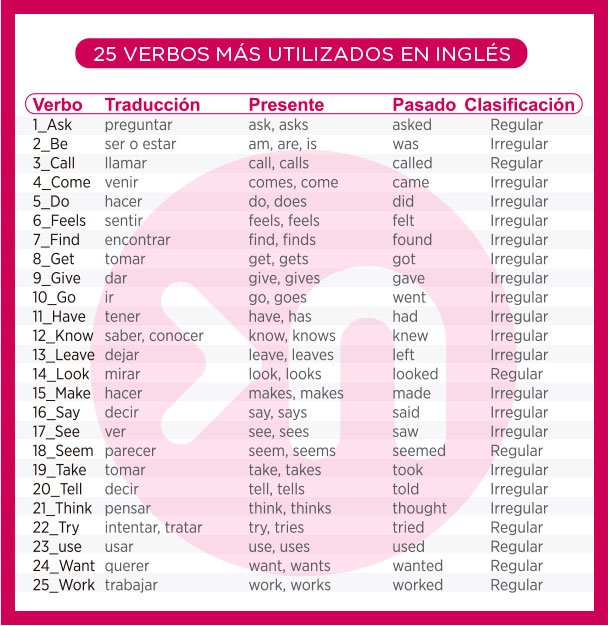 25 VERBOS MÁS UTILIZADOS EN INGLÉS
Verbo Traducción Presente Pasado Clasificación
1_Ask preguntar ask, asks asked Regular
2_Be ser o estar am, are, is was Irregular
3_Call llamar call, calls called Regular
4_Come venir comes, come came Irregular
5_Do hacer do, does did Irregular
6_Feels sentir feels, feels felt Irregular
7_Find encontrar find, finds found Irregular
8_Get tomar get, gets got Irregular
9_Give dar give, gives gave Irregular
10_Go ir go, goes went Irregular
11_Have tener have, has had Irregular
12_Know saber, conocer know, knows knew Irregular
13_Leave dejar leave, leaves left Irregular
14_Look mirar look, looks looked Regular
15_Make hacer makes, makes made Irregular
16_Say decir say, says said Irregular
17_See ver see, sees saw Irregular
18_Seem parecer seem, seems seemed Regular
19_Take tomar take, takes took Irregular
20_Tell decir tell, tells told Irregular
21_Think pensar think, thinks thought Irregular
22_Try intentar, tratar try, tries tried Regular
23_use usar use, uses used Regular
24_Want querer want, wants wanted Regular
25_Work trabajar work, works worked Regular